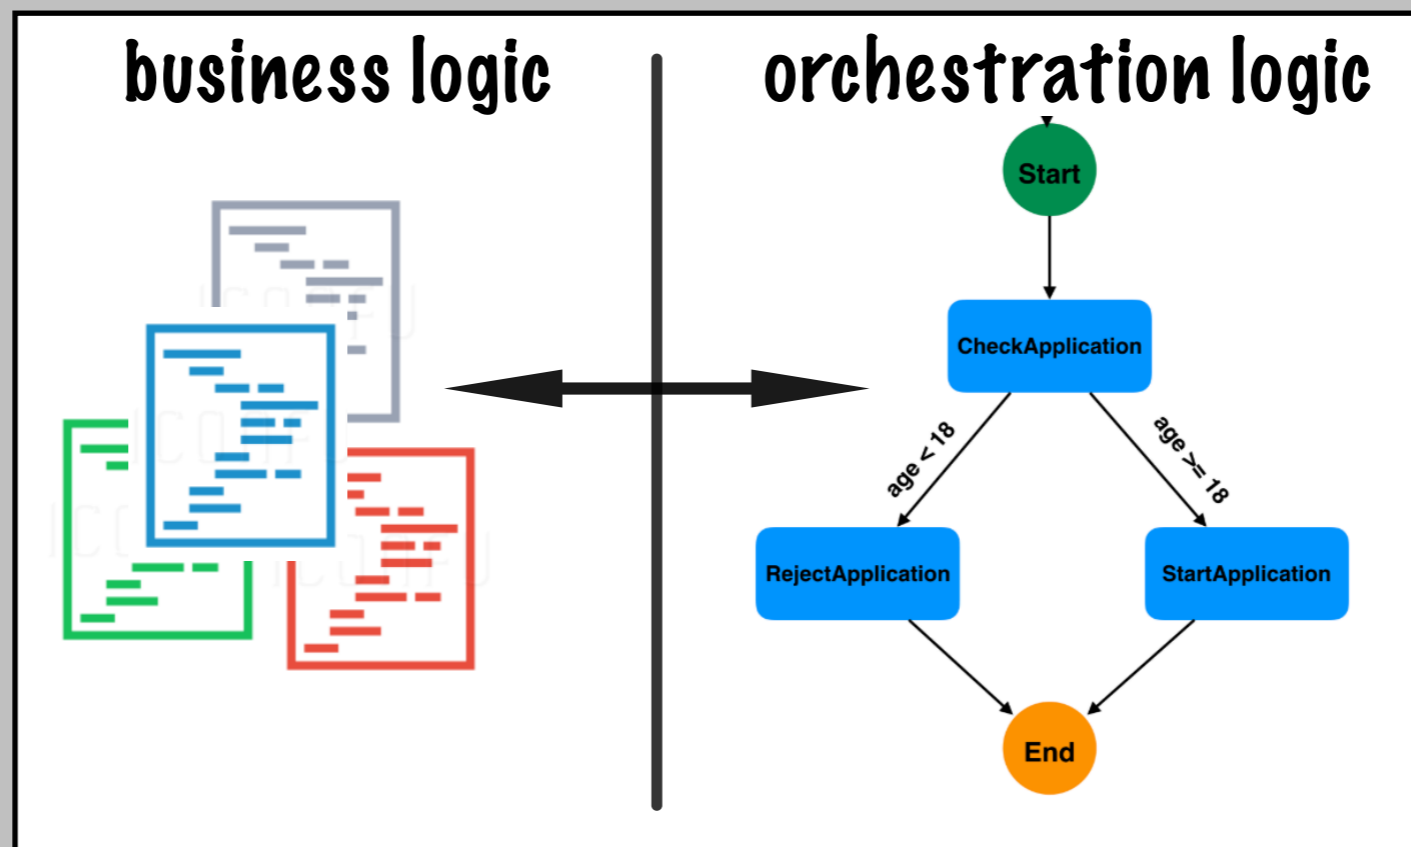 business logic
orchestration logic
Start
CheckApplication
age < 18
age >= 18
RejectApplication
StartApplication
End